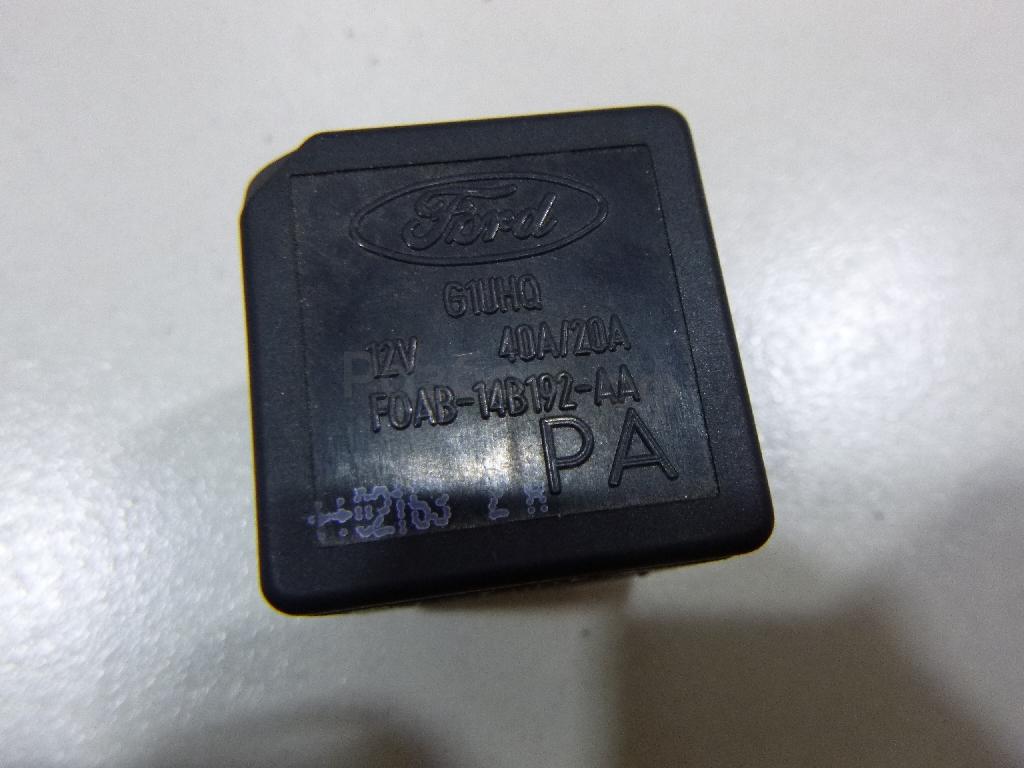 Ford
G1UHQ
12V 40A/20A
F0AB-14B192-AA
PA